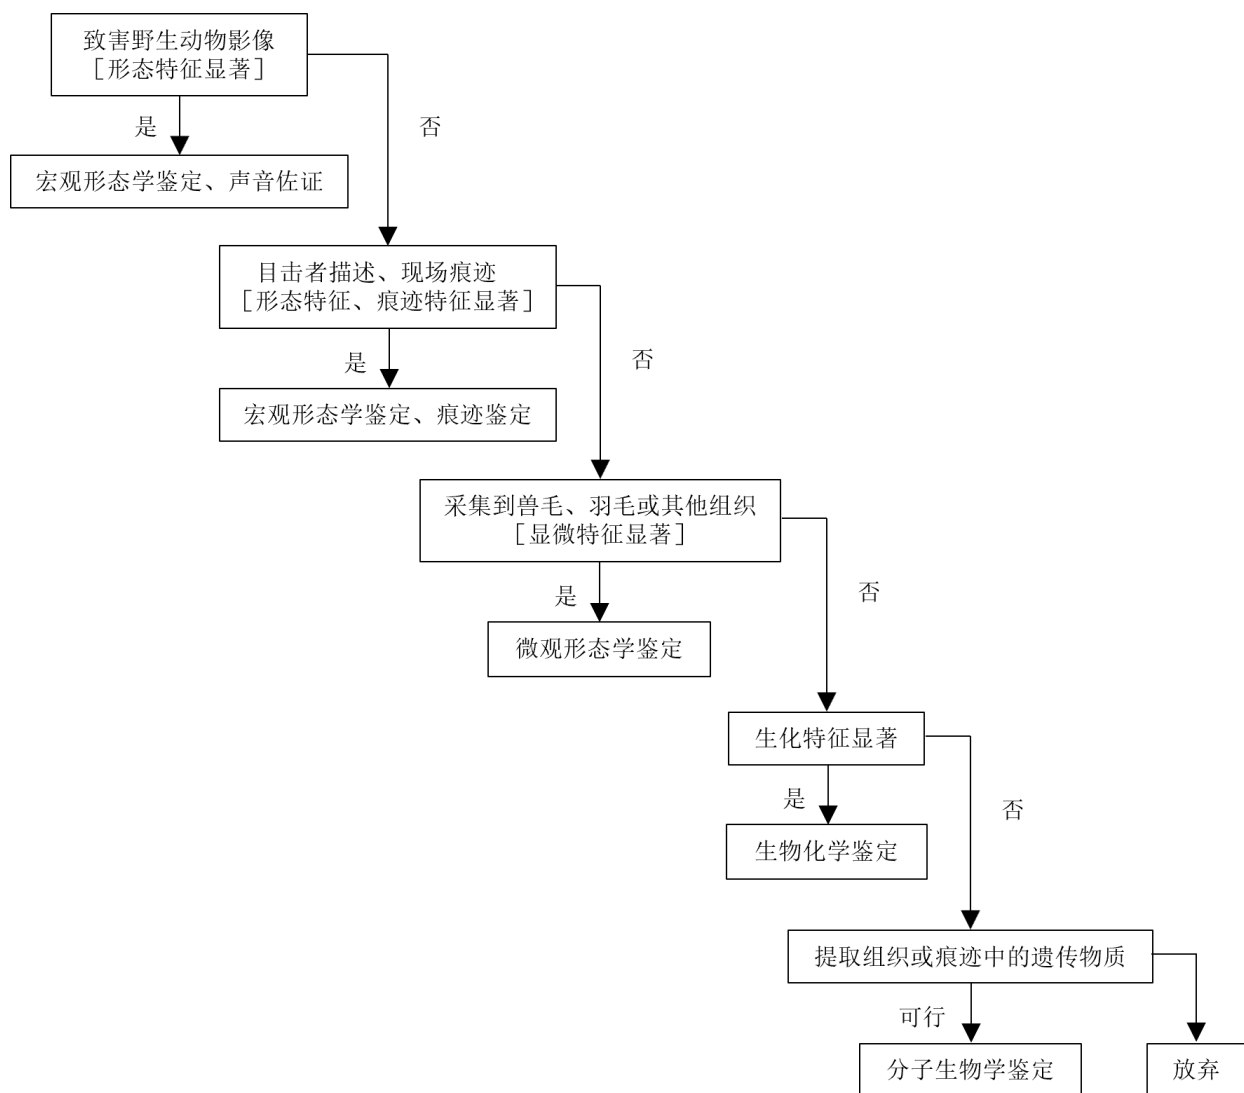 致害野生动物影像
[形态特征显著]
是
否
宏观形态学鉴定、声音佐证
目击者描述、现场痕迹
[形态特征、痕迹特征显著]
是
否
宏观形态学鉴定、痕迹鉴定
采集到兽毛、羽毛或其他组织
[显微特征显著]
是
否
微观形态学鉴定
生化特征显著
是
否
生物化学鉴定
提取组织或痕迹中的遗传物质
可行
分子生物学鉴定
放弃